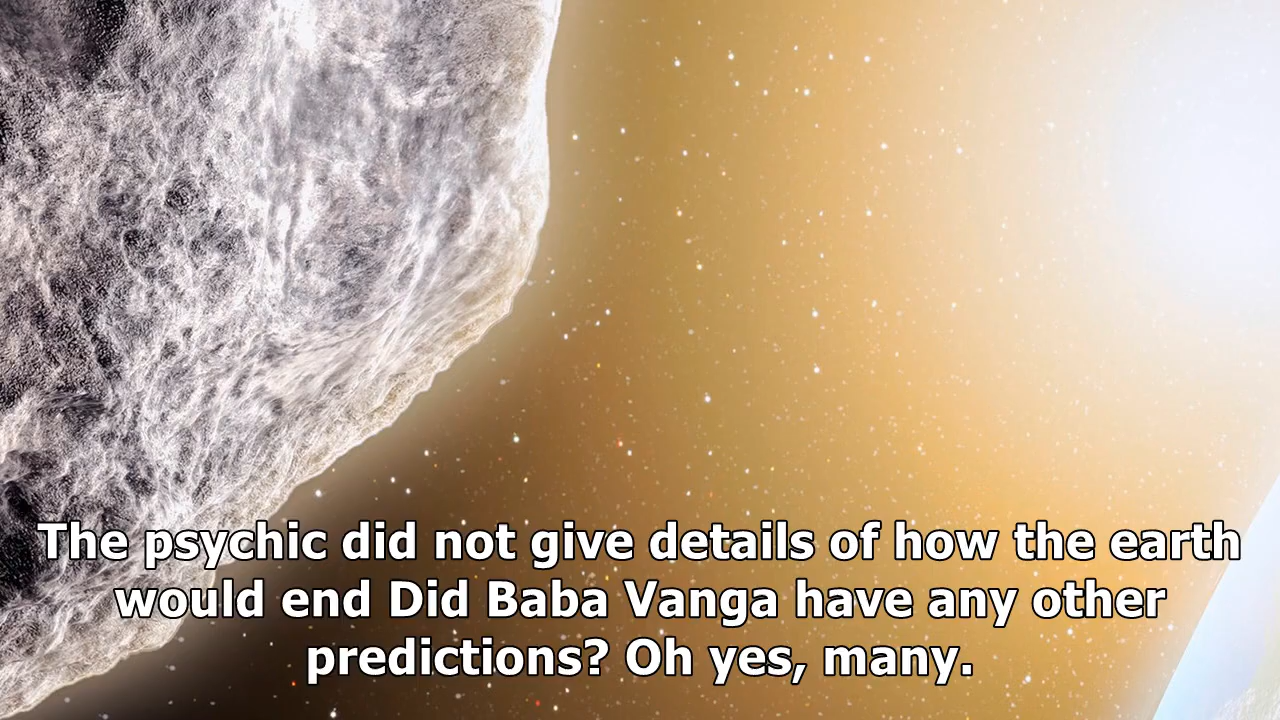 The psychic did not give details of how the earth
would end Did Baba Vanga have any other
predictions? Oh yes, many.